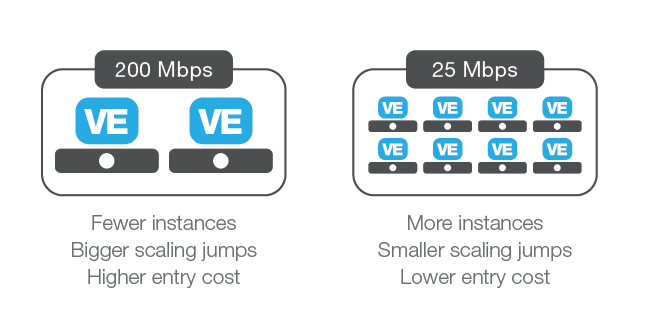 200 Mbps
VE VE
Fewer instances
Bigger scaling jumps
Higher entry cost
25 Mbps
VE VE VE VE
VE VE VE VE
More instances
Smaller scaling jumps
Lower entry cost